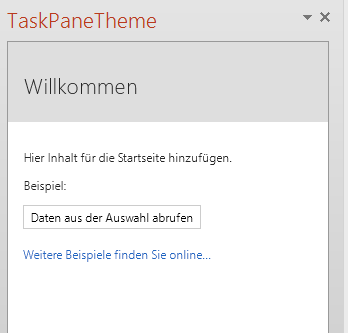 TaskPaneTheme
Willkommen
Hier Inhalt für die Startseite hinzufügen.
Beispiel:
Daten aus der Auswahl abrufen
Weitere Beispiele finden Sie online...